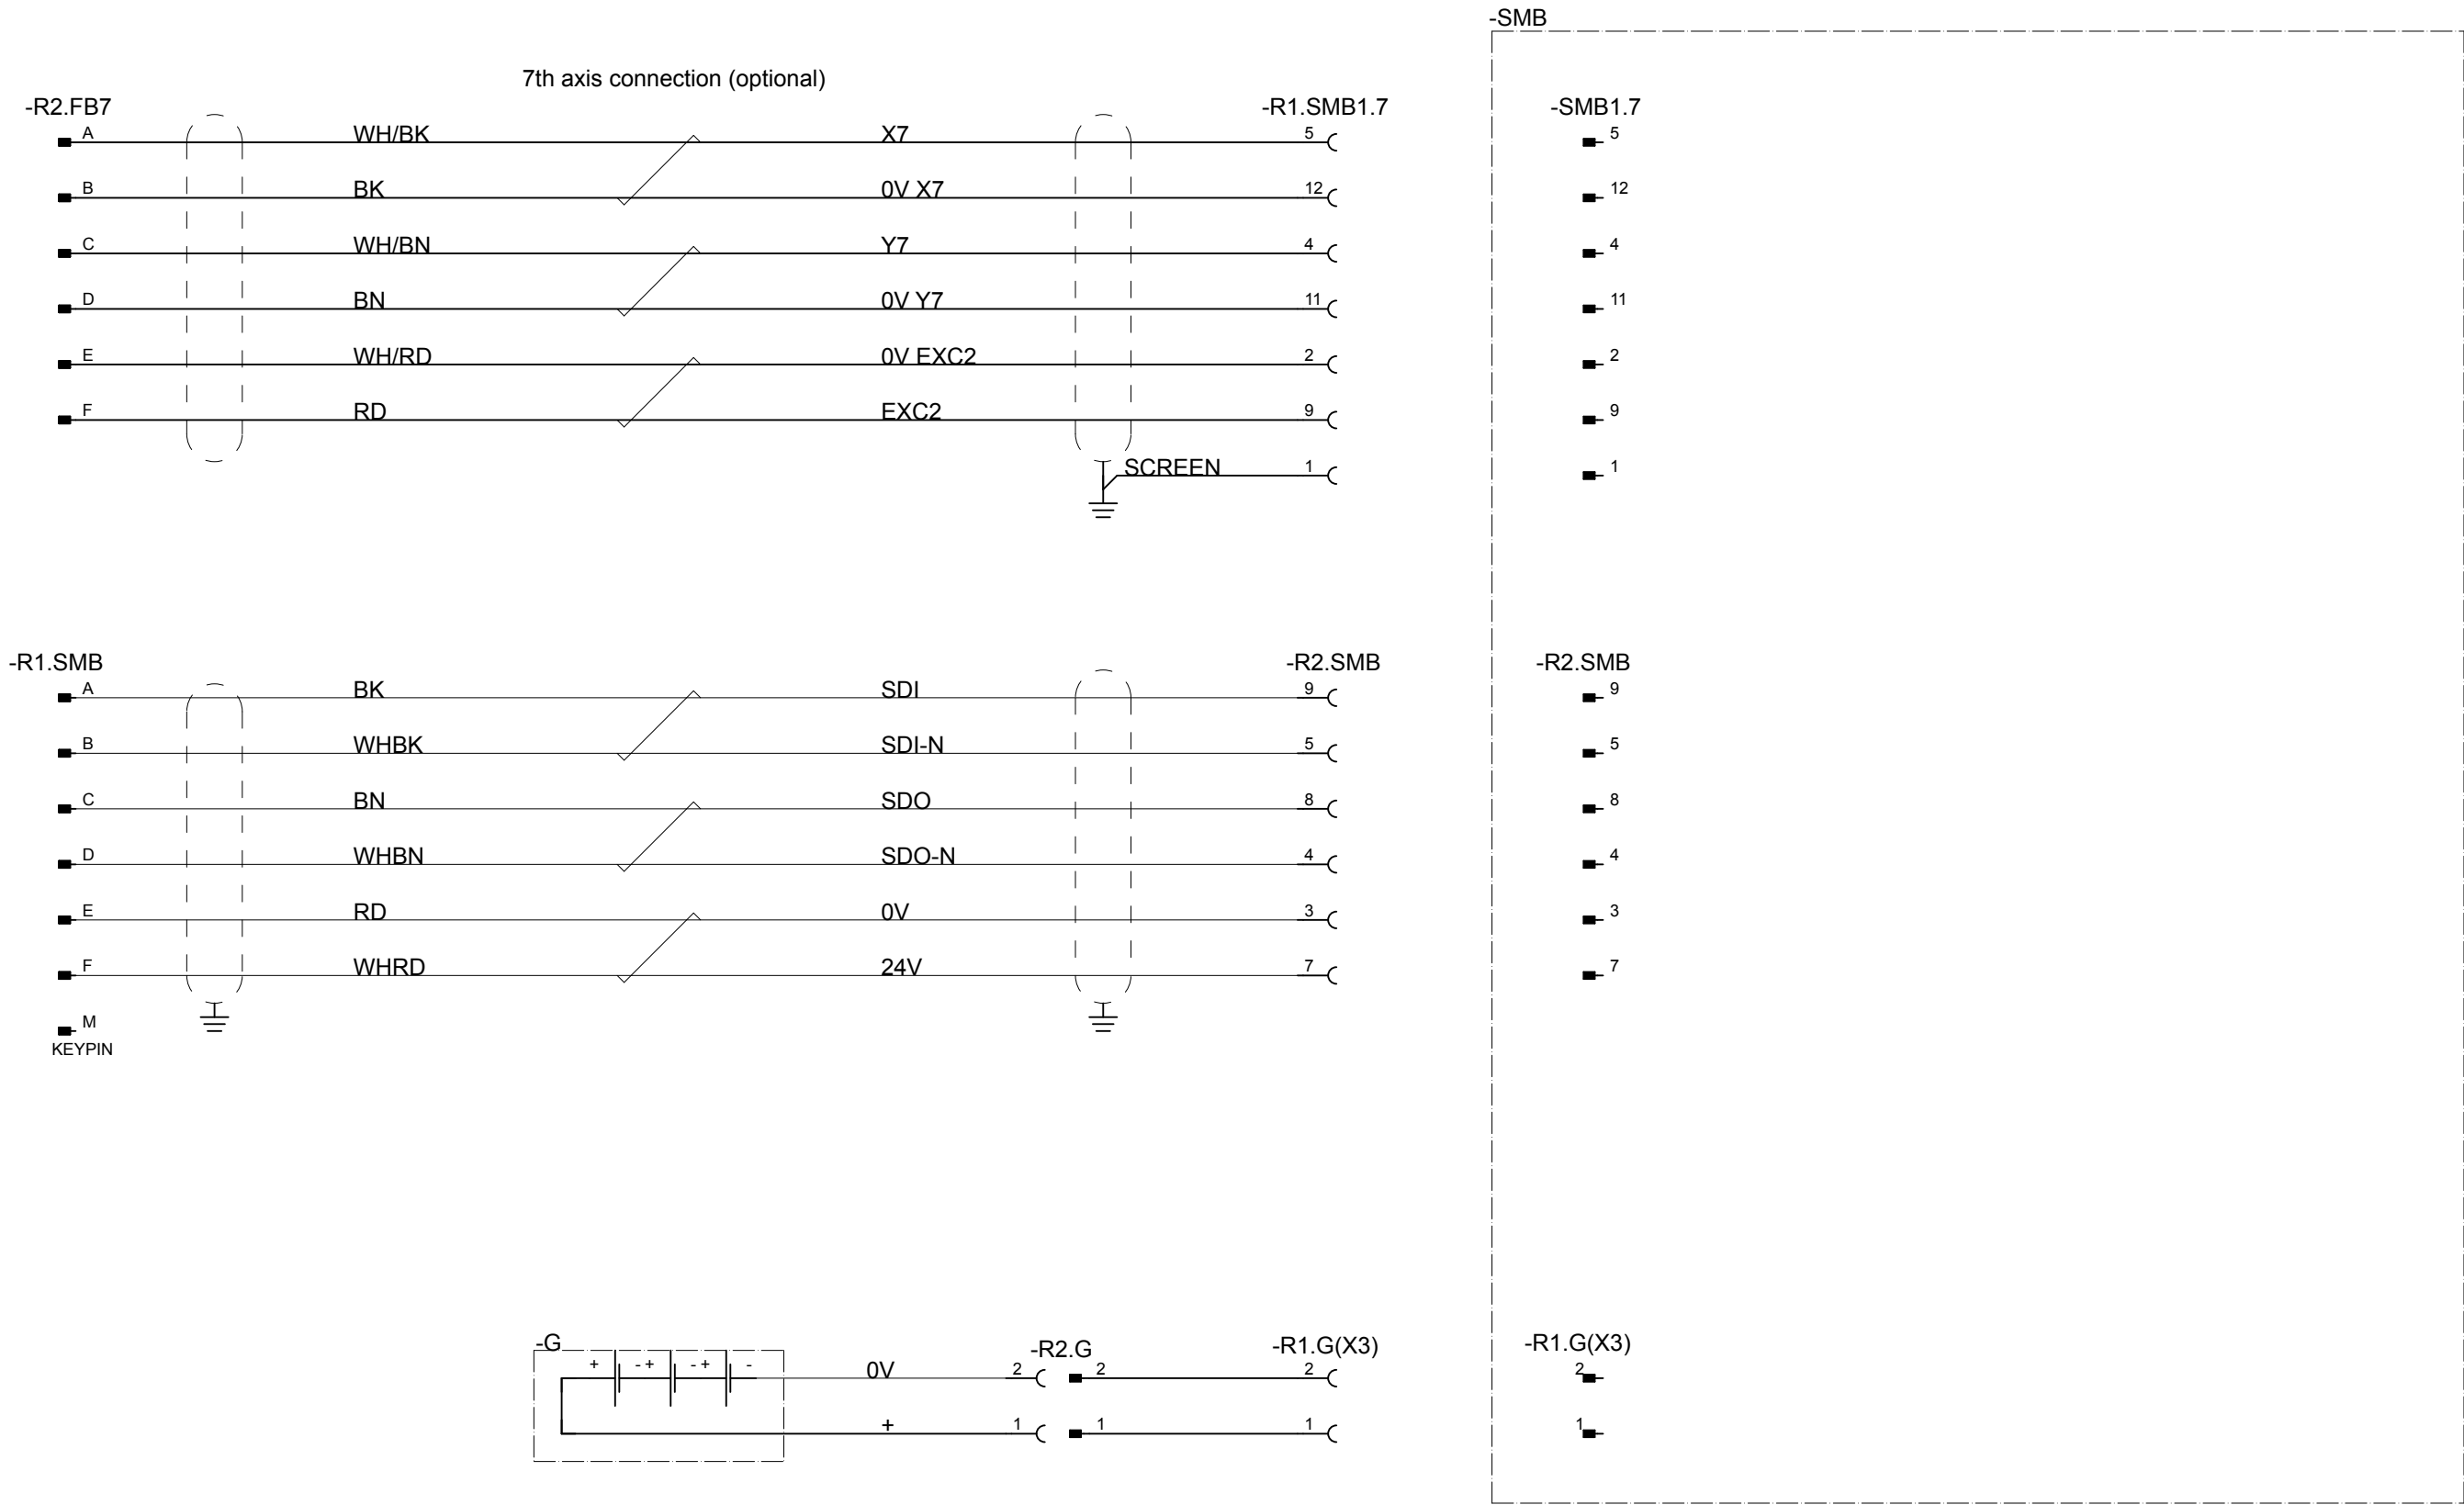 -SMB
7th axis connection (optional)
-R2.FB7 -R1.SMB1.7 -SMB1.7
A WH/BK X7 5 5
B BK 0V X7 12 12
C WH/BN Y7 4 4
D BN 0V Y7 11 11
E WH/RD 0V EXC2 2 2
F RD EXC2 9 9
SCREEN 1 1
-R1.SMB -R2.SMB -R2.SMB
A BK SDI 9 9
B WHBK SDI-N 5 5
C BN SDO 8 8
D WHBN SDO-N 4 4
E RD 0V 3 3
F WHRD 24V 7 7
M
KEYPIN
-G -R2.G -R1.G(X3) -R1.G(X3)
+ - + - + - 0V 2 2 2 2
+ 1 1 1 1